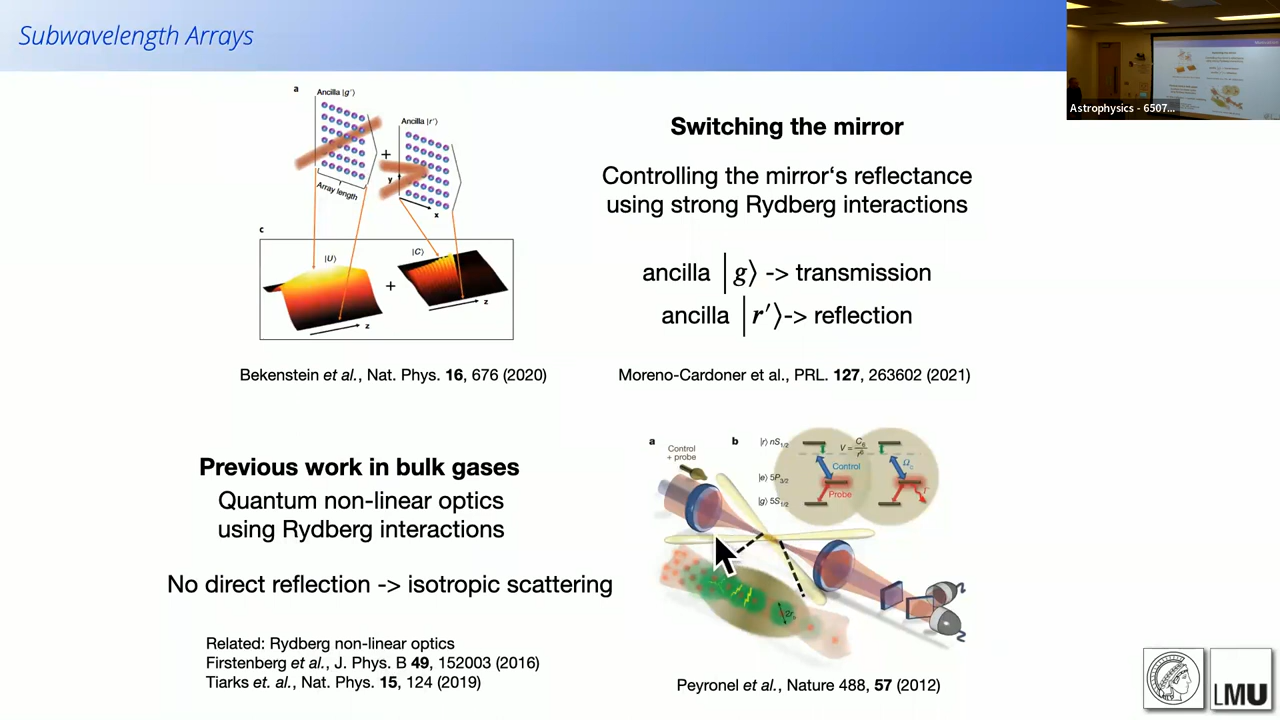 Subwavelength Arrays
Astrophysics - 6507...
a
Ancilla |g'⟩
Ancilla |r'⟩
+
y
Array length
x
c
|U⟩
|C⟩
+
z
z
Bekenstein et al., Nat. Phys. 16, 676 (2020)
Switching the mirror
Controlling the mirror‘s reflectance
using strong Rydberg interactions
ancilla |g⟩ -> transmission
ancilla |r'⟩-> reflection
Moreno-Cardoner et al., PRL. 127, 263602 (2021)
Previous work in bulk gases
Quantum non-linear optics
using Rydberg interactions
No direct reflection -> isotropic scattering
Related: Rydberg non-linear optics
Firstenberg et al., J. Phys. B 49, 152003 (2016)
Tiarks et. al., Nat. Phys. 15, 124 (2019)
a
Control
+ probe
b
|r⟩ nS1/2
V = C6/r6
Control
Ωc
|e⟩ 5P3/2
Probe
Γ
|g⟩ 5S1/2
Peyronel et al., Nature 488, 57 (2012)
LMU